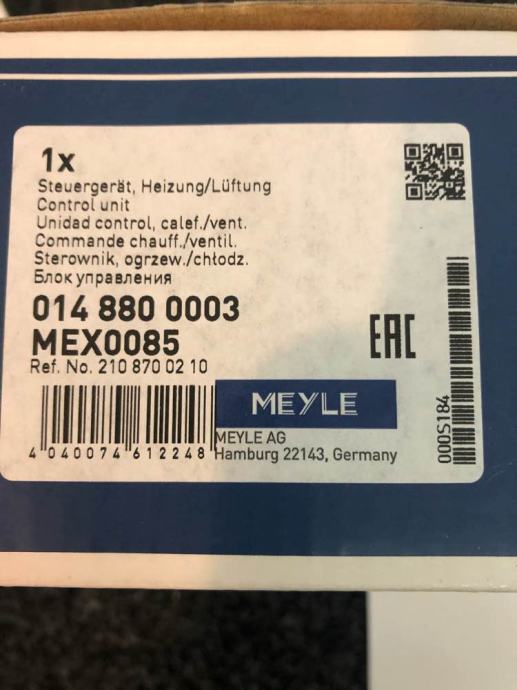 1x
Steuergerät, Heizung/Lüftung
Control unit
Unidad control, calef./vent.
Commande chauff./ventil.
Sterownik, ogrzew./chłodz.
Блок управления
014 880 0003
MEX0085
EAC
Ref. No. 210 870 02 10
MEYLE
MEYLE AG
Hamburg 22143, Germany
4 040074 612248
000S184